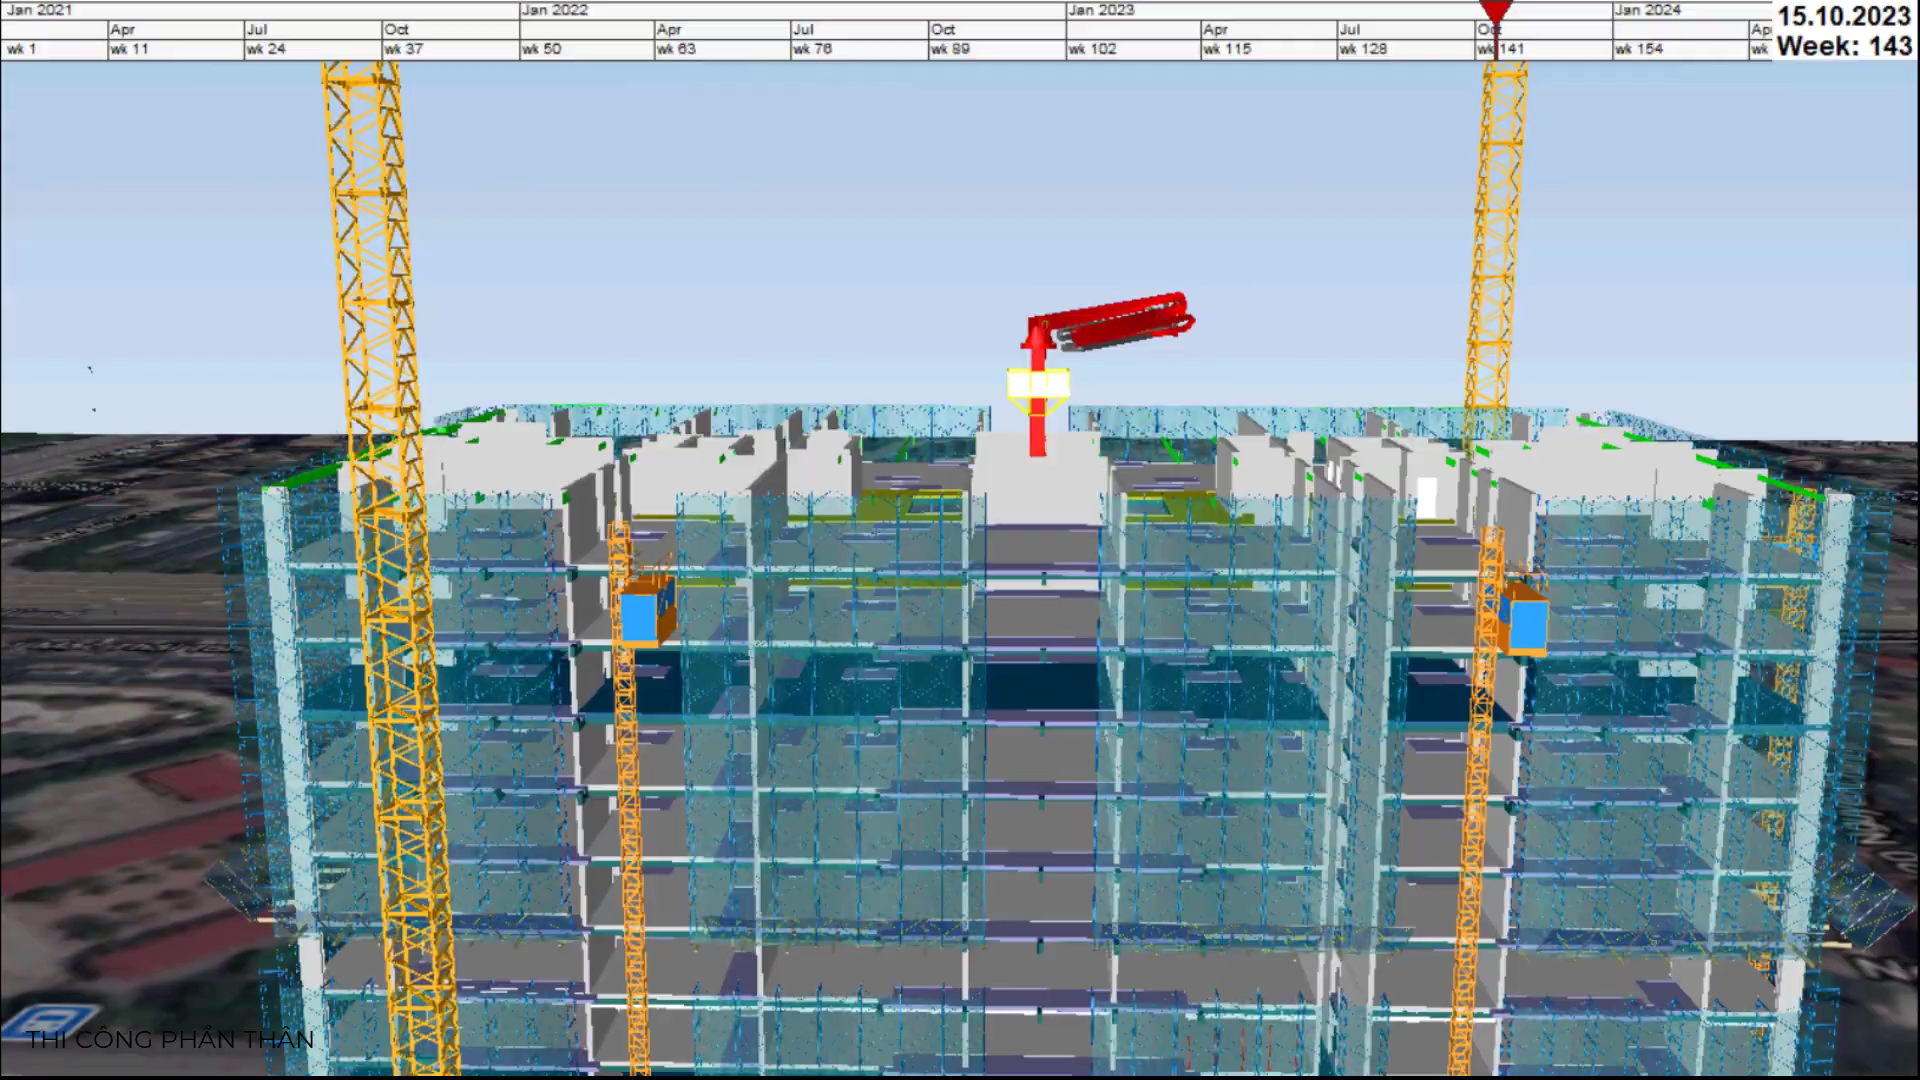 Jan 2021 Jan 2022 Jan 2023 Jan 2024
Apr Jul Oct Apr Jul Oct Apr Jul Oct Ap
wk 1 wk 11 wk 24 wk 37 wk 50 wk 63 wk 76 wk 89 wk 102 wk 115 wk 128 wk 141 wk 154 wk
15.10.2023
Week: 143
THI CÔNG PHẦN THÂN